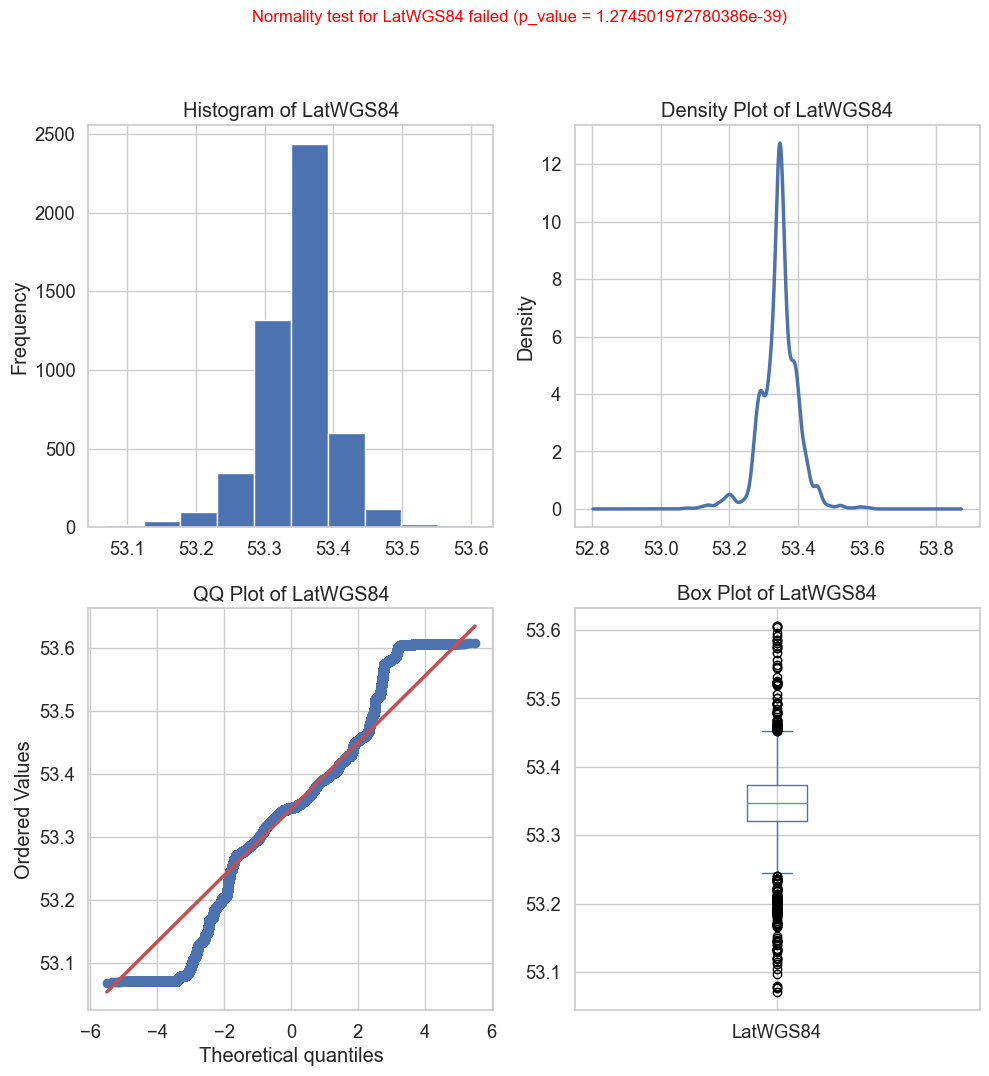 Normality test for LatWGS84 failed (p_value = 1.274501972780386e-39)
Histogram of LatWGS84
2500
2000
1500
1000
500
0
Frequency
53.1 53.2 53.3 53.4 53.5 53.6
Density Plot of LatWGS84
12
10
8
6
4
2
0
Density
52.8 53.0 53.2 53.4 53.6 53.8
QQ Plot of LatWGS84
53.6
53.5
53.4
53.3
53.2
53.1
Ordered Values
−6 −4 −2 0 2 4 6
Theoretical quantiles
Box Plot of LatWGS84
53.6
53.5
53.4
53.3
53.2
53.1
LatWGS84